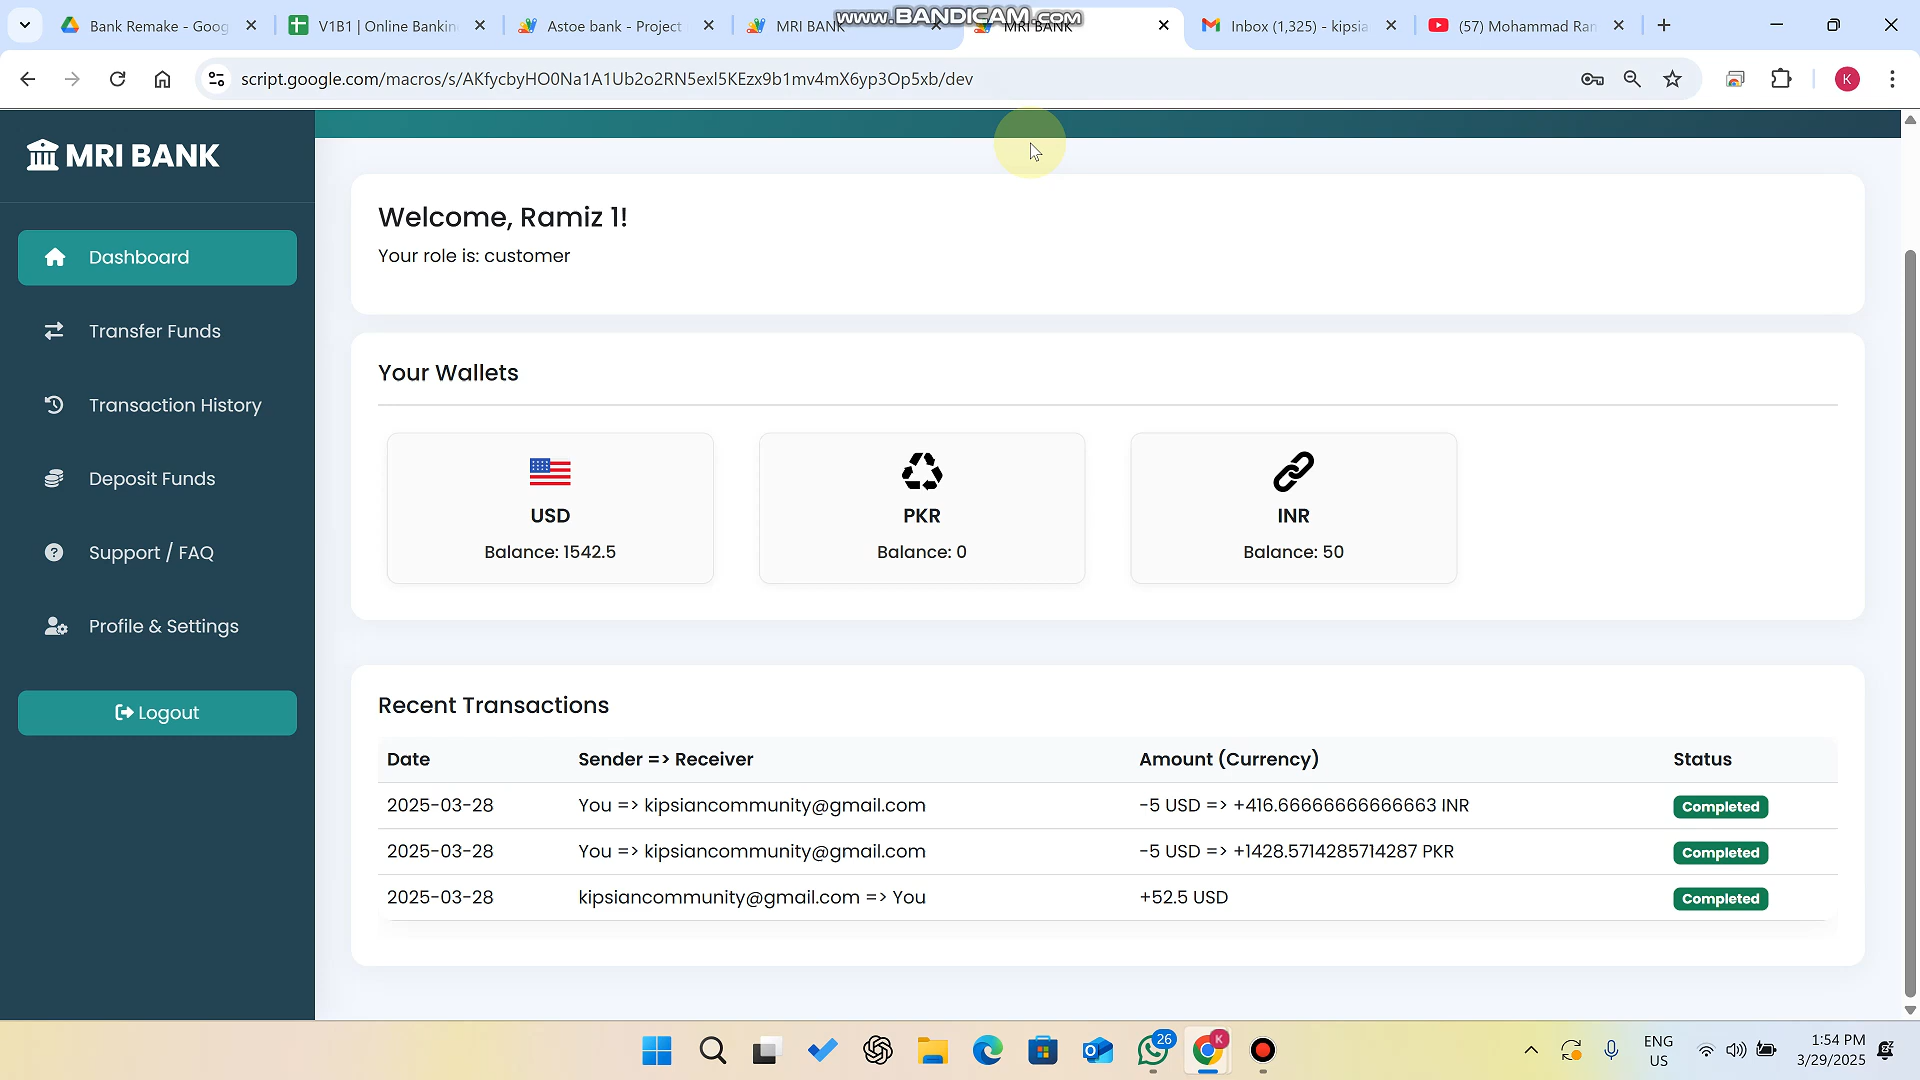 Bank Remake - Goog
V1B1 | Online Bankin
Astoe bank - Project
MRI BANK
MRI BANK
Inbox (1,325) - kipsia
(57) Mohammad Ram
www.BANDICAM.com
script.google.com/macros/s/AKfycbyHO0Na1A1Ub2o2RN5exI5KEzx9b1mv4mX6yp3Op5xb/dev
K
MRI BANK
Dashboard
Transfer Funds
Transaction History
Deposit Funds
Support / FAQ
Profile & Settings
Logout
Welcome, Ramiz 1!
Your role is: customer
Your Wallets
USD
Balance: 1542.5
PKR
Balance: 0
INR
Balance: 50
Recent Transactions
Date Sender => Receiver Amount (Currency) Status
2025-03-28 You => kipsiancommunity@gmail.com -5 USD => +416.66666666666663 INR Completed
2025-03-28 You => kipsiancommunity@gmail.com -5 USD => +1428.5714285714287 PKR Completed
2025-03-28 kipsiancommunity@gmail.com => You +52.5 USD Completed
26
K
ENG
US
1:54 PM
3/29/2025